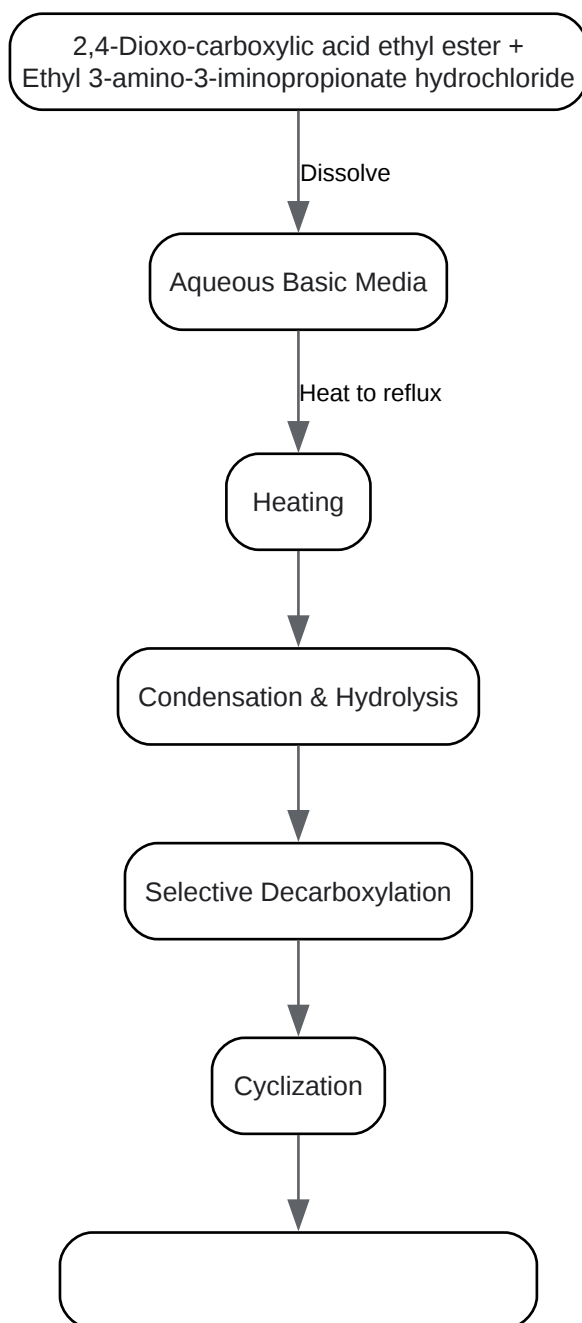 2,4-Dioxo-carboxylic acid ethyl ester +
Ethyl 3-amino-3-iminopropionate hydrochloride
Dissolve
Aqueous Basic Media
Heat to reflux
Heating
Condensation & Hydrolysis
Selective Decarboxylation
Cyclization